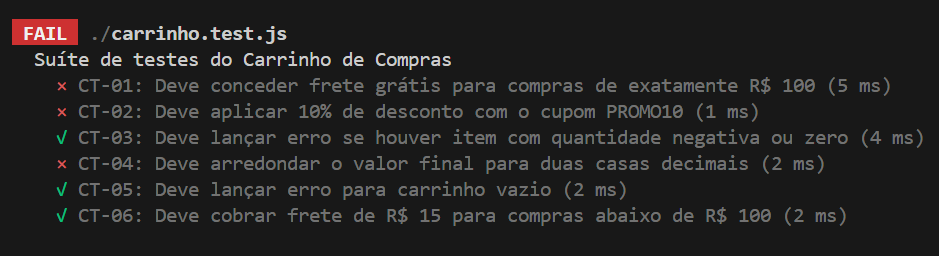 FAIL ./carrinho.test.js
Suíte de testes do Carrinho de Compras
× CT-01: Deve conceder frete grátis para compras de exatamente R$ 100 (5 ms)
× CT-02: Deve aplicar 10% de desconto com o cupom PROMO10 (1 ms)
√ CT-03: Deve lançar erro se houver item com quantidade negativa ou zero (4 ms)
× CT-04: Deve arredondar o valor final para duas casas decimais (2 ms)
√ CT-05: Deve lançar erro para carrinho vazio (2 ms)
√ CT-06: Deve cobrar frete de R$ 15 para compras abaixo de R$ 100 (2 ms)